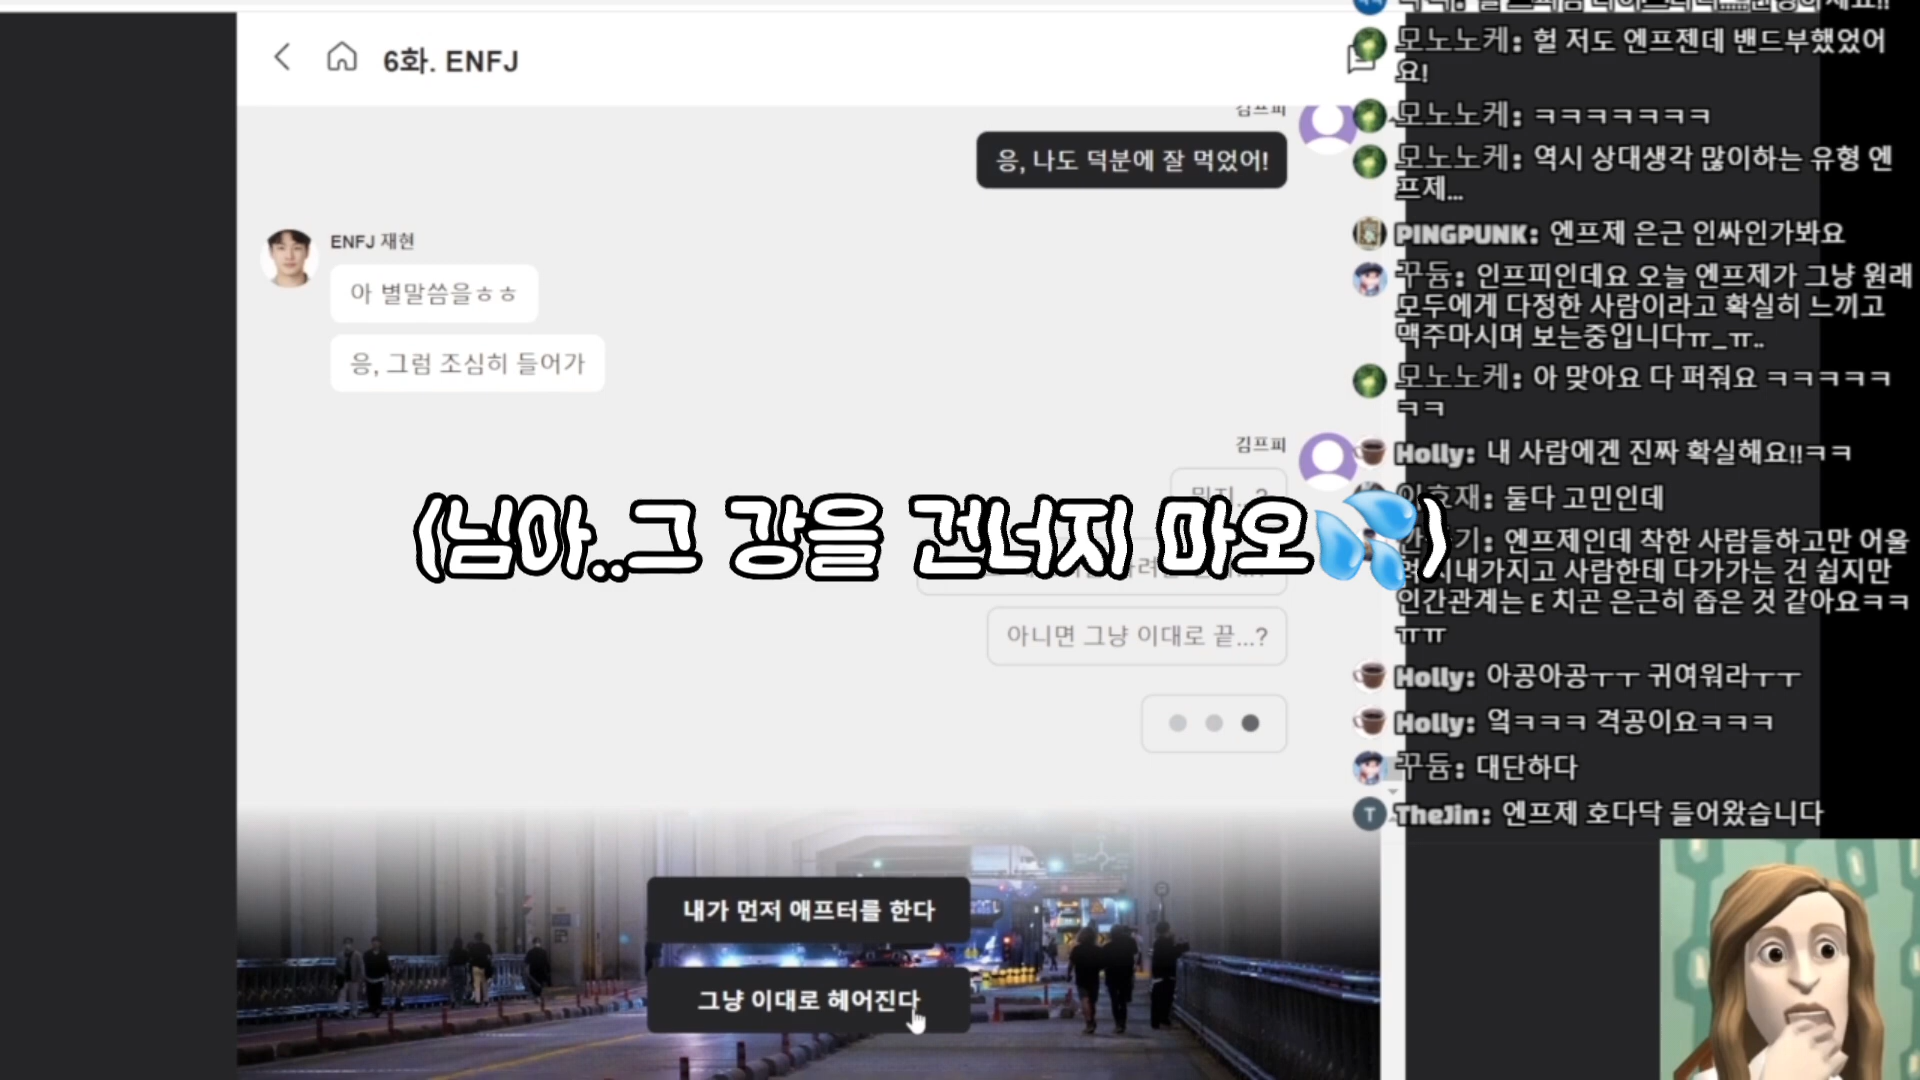 6화. ENFJ
김프피
응, 나도 덕분에 잘 먹었어!
ENFJ 재현
아 별말씀을ㅎㅎ
응, 그럼 조심히 들어가
김프피
(님아..그 강을 건너지 마오💦)
아니면 그냥 이대로 끝...?
내가 먼저 애프터를 한다
그냥 이대로 헤어진다
모노노케: 헐 저도 엔프젠데 밴드부했었어
요!
모노노케: ㅋㅋㅋㅋㅋㅋㅋ
모노노케: 역시 상대생각 많이하는 유형 엔
프제...
PINGPUNK: 엔프제 은근 인싸인가봐요
꾸듐: 인프피인데요 오늘 엔프제가 그냥 원래
모두에게 다정한 사람이라고 확실히 느끼고
맥주마시며 보는중입니다ㅠ_ㅠ..
모노노케: 아 맞아요 다 퍼줘요 ㅋㅋㅋㅋㅋ
ㅋㅋ
Holly: 내 사람에겐 진짜 확실해요!!ㅋㅋ
이효재: 둘다 고민인데
기: 엔프제인데 착한 사람들하고만 어울
지내가지고 사람한테 다가가는 건 쉽지만
인간관계는 E 치곤 은근히 좁은 것 같아요ㅋㅋ
ㅠㅠ
Holly: 아공아공ㅜㅜ 귀여워라ㅜㅜ
Holly: 엌ㅋㅋㅋ 격공이요ㅋㅋㅋ
꾸듐: 대단하다
T TheJin: 엔프제 호다닥 들어왔습니다